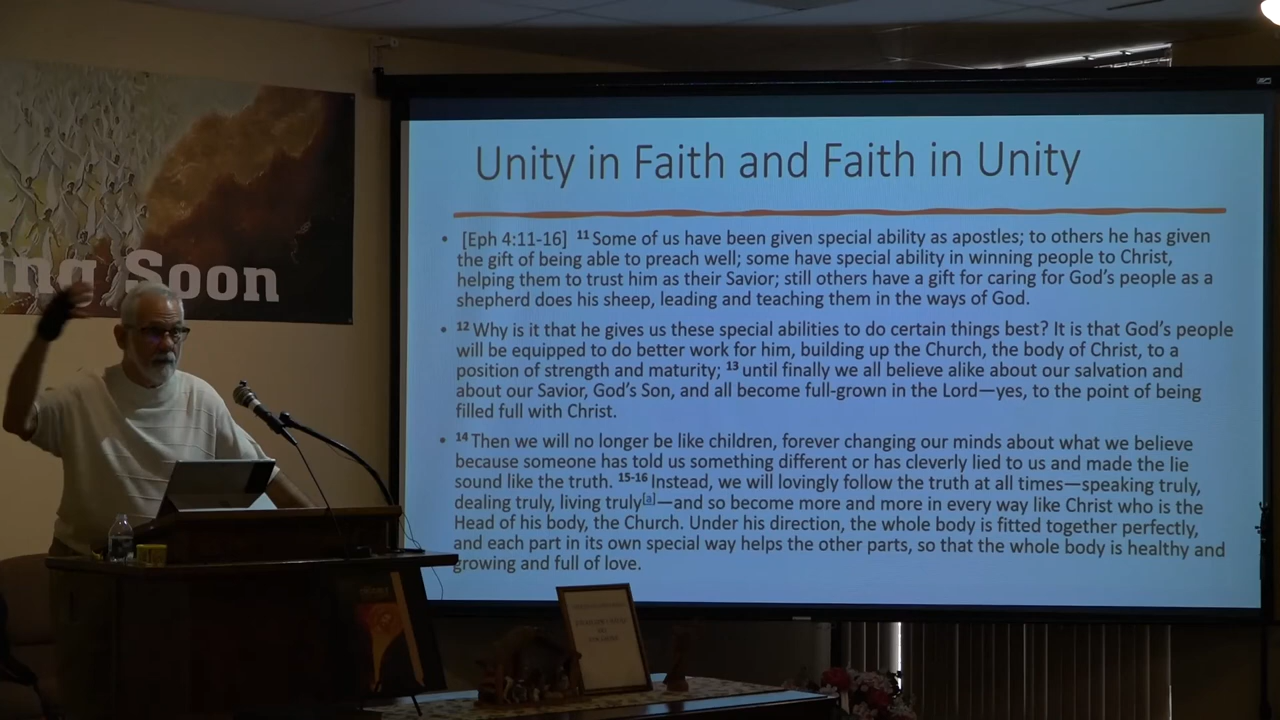 ng Soon
Unity in Faith and Faith in Unity
• [Eph 4:11-16] 11 Some of us have been given special ability as apostles; to others he has given
the gift of being able to preach well; some have special ability in winning people to Christ,
helping them to trust him as their Savior; still others have a gift for caring for God's people as a
shepherd does his sheep, leading and teaching them in the ways of God.
• 12 Why is it that he gives us these special abilities to do certain things best? It is that God's people
will be equipped to do better work for him, building up the Church, the body of Christ, to a
position of strength and maturity; 13 until finally we all believe alike about our salvation and
about our Savior, God's Son, and all become full-grown in the Lord—yes, to the point of being
filled full with Christ.
• 14 Then we will no longer be like children, forever changing our minds about what we believe
because someone has told us something different or has cleverly lied to us and made the lie
sound like the truth. 15-16 Instead, we will lovingly follow the truth at all times—speaking truly,
dealing truly, living truly[a]—and so become more and more in every way like Christ who is the
Head of his body, the Church. Under his direction, the whole body is fitted together perfectly,
and each part in its own special way helps the other parts, so that the whole body is healthy and
growing and full of love.